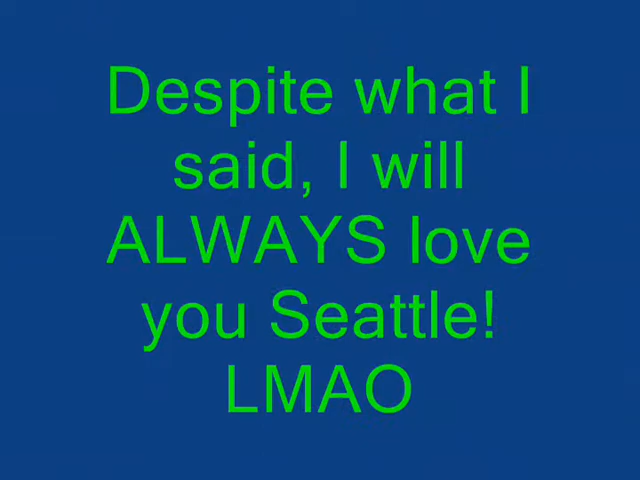 Despite what I
said, I will
ALWAYS love
you Seattle!
LMAO